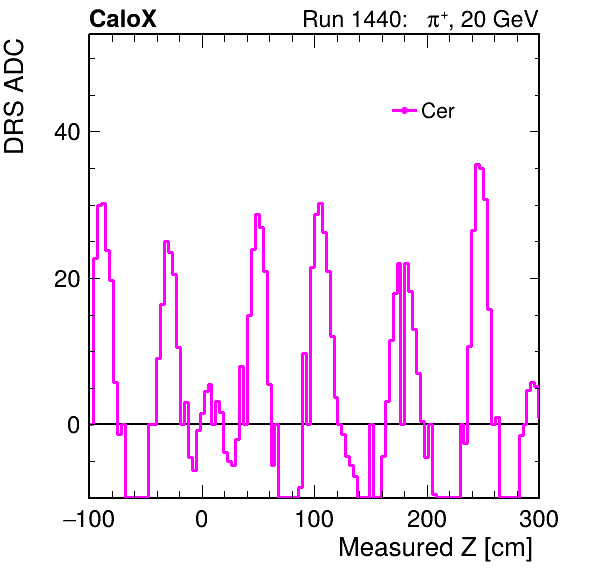 CaloX
Run 1440: π⁺, 20 GeV
DRS ADC
Cer
40
20
0
−100 0 100 200 300
Measured Z [cm]